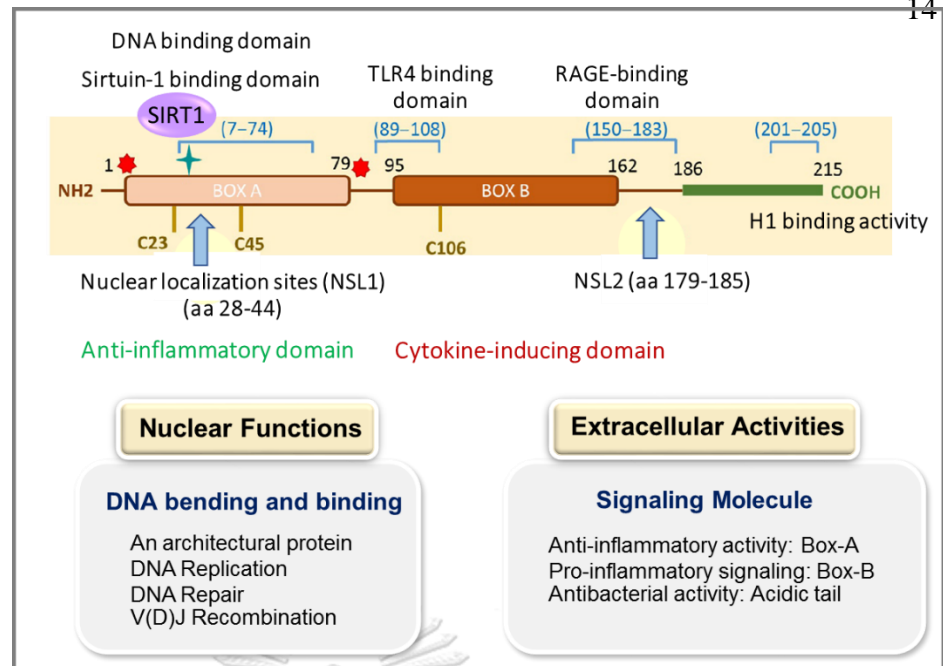 14
DNA binding domain
Sirtuin-1 binding domain
TLR4 binding
domain
RAGE-binding
domain
SIRT1
(7–74)
(89–108)
(150–183)
(201–205)
1
79
95
162
186
215
NH2
BOX A
BOX B
COOH
C23
C45
C106
H1 binding activity
Nuclear localization sites (NSL1)
(aa 28-44)
NSL2 (aa 179-185)
Anti-inflammatory domain
Cytokine-inducing domain
Nuclear Functions
DNA bending and binding
An architectural protein
DNA Replication
DNA Repair
V(D)J Recombination
Extracellular Activities
Signaling Molecule
Anti-inflammatory activity: Box-A
Pro-inflammatory signaling: Box-B
Antibacterial activity: Acidic tail